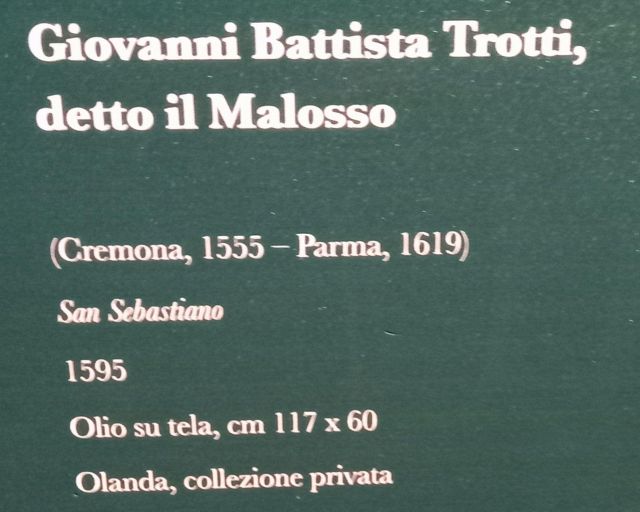 Giovanni Battista Trotti,
detto il Malosso
(Cremona, 1555 – Parma, 1619)
San Sebastiano
1595
Olio su tela, cm 117 x 60
Olanda, collezione privata